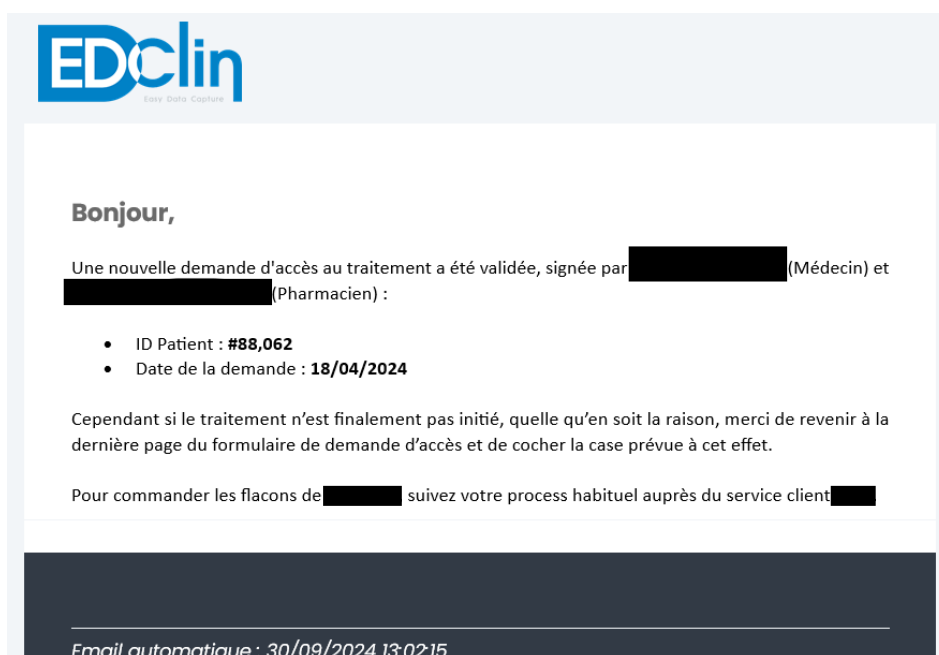 EDClin
Easy Data Capture
Bonjour,
Une nouvelle demande d'accès au traitement a été validée, signée par (Médecin) et
(Pharmacien) :
• ID Patient : #88,062
• Date de la demande : 18/04/2024
Cependant si le traitement n’est finalement pas initié, quelle qu’en soit la raison, merci de revenir à la
dernière page du formulaire de demande d’accès et de cocher la case prévue à cet effet.
Pour commander les flacons de suivez votre process habituel auprès du service client
Email automatique : 30/09/2024 13:02:15